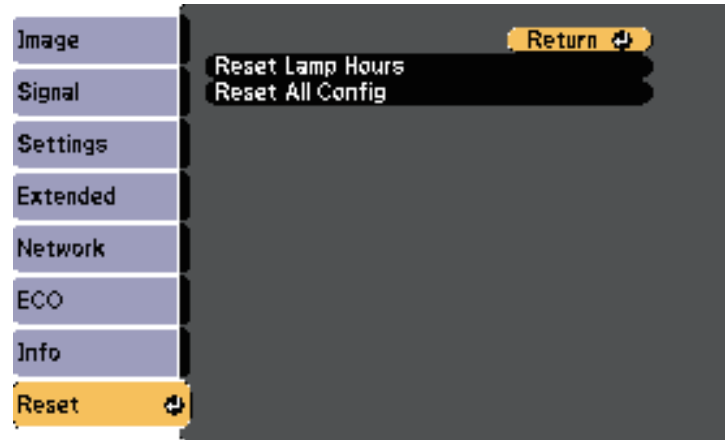 Image
Signal
Settings
Extended
Network
ECO
Info
Reset
Return
Reset Lamp Hours
Reset All Config